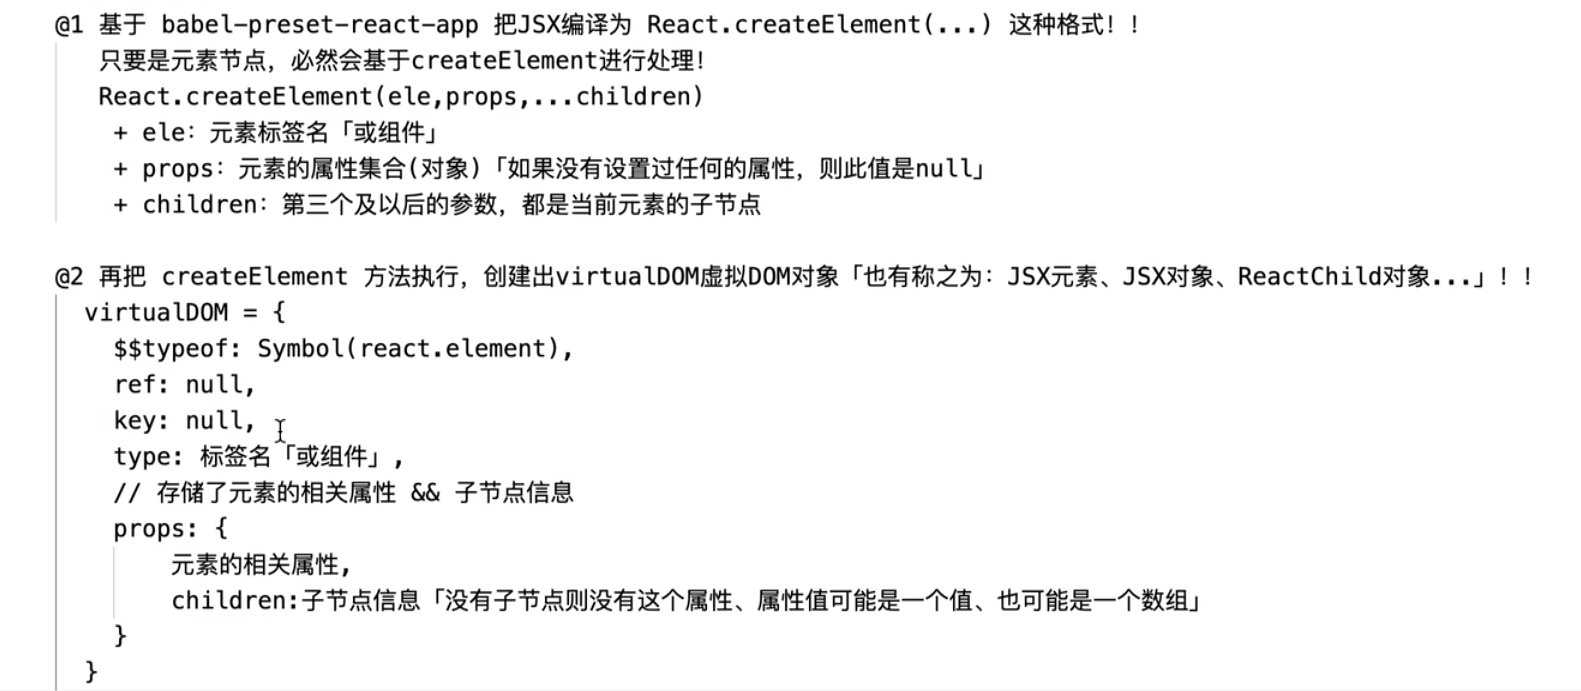 @1 基于 babel-preset-react-app 把JSX编译为 React.createElement(...) 这种格式！！
只要是元素节点，必然会基于createElement进行处理！
React.createElement(ele,props,...children)
+ ele：元素标签名「或组件」
+ props：元素的属性集合(对象)「如果没有设置过任何的属性，则此值是null」
+ children：第三个及以后的参数，都是当前元素的子节点
@2 再把 createElement 方法执行，创建出virtualDOM虚拟DOM对象「也有称之为：JSX元素、JSX对象、ReactChild对象...」！！
virtualDOM = {
$$typeof: Symbol(react.element),
ref: null,
key: null,
type: 标签名「或组件」,
// 存储了元素的相关属性 && 子节点信息
props: {
元素的相关属性,
children:子节点信息「没有子节点则没有这个属性、属性值可能是一个值、也可能是一个数组」
}
}